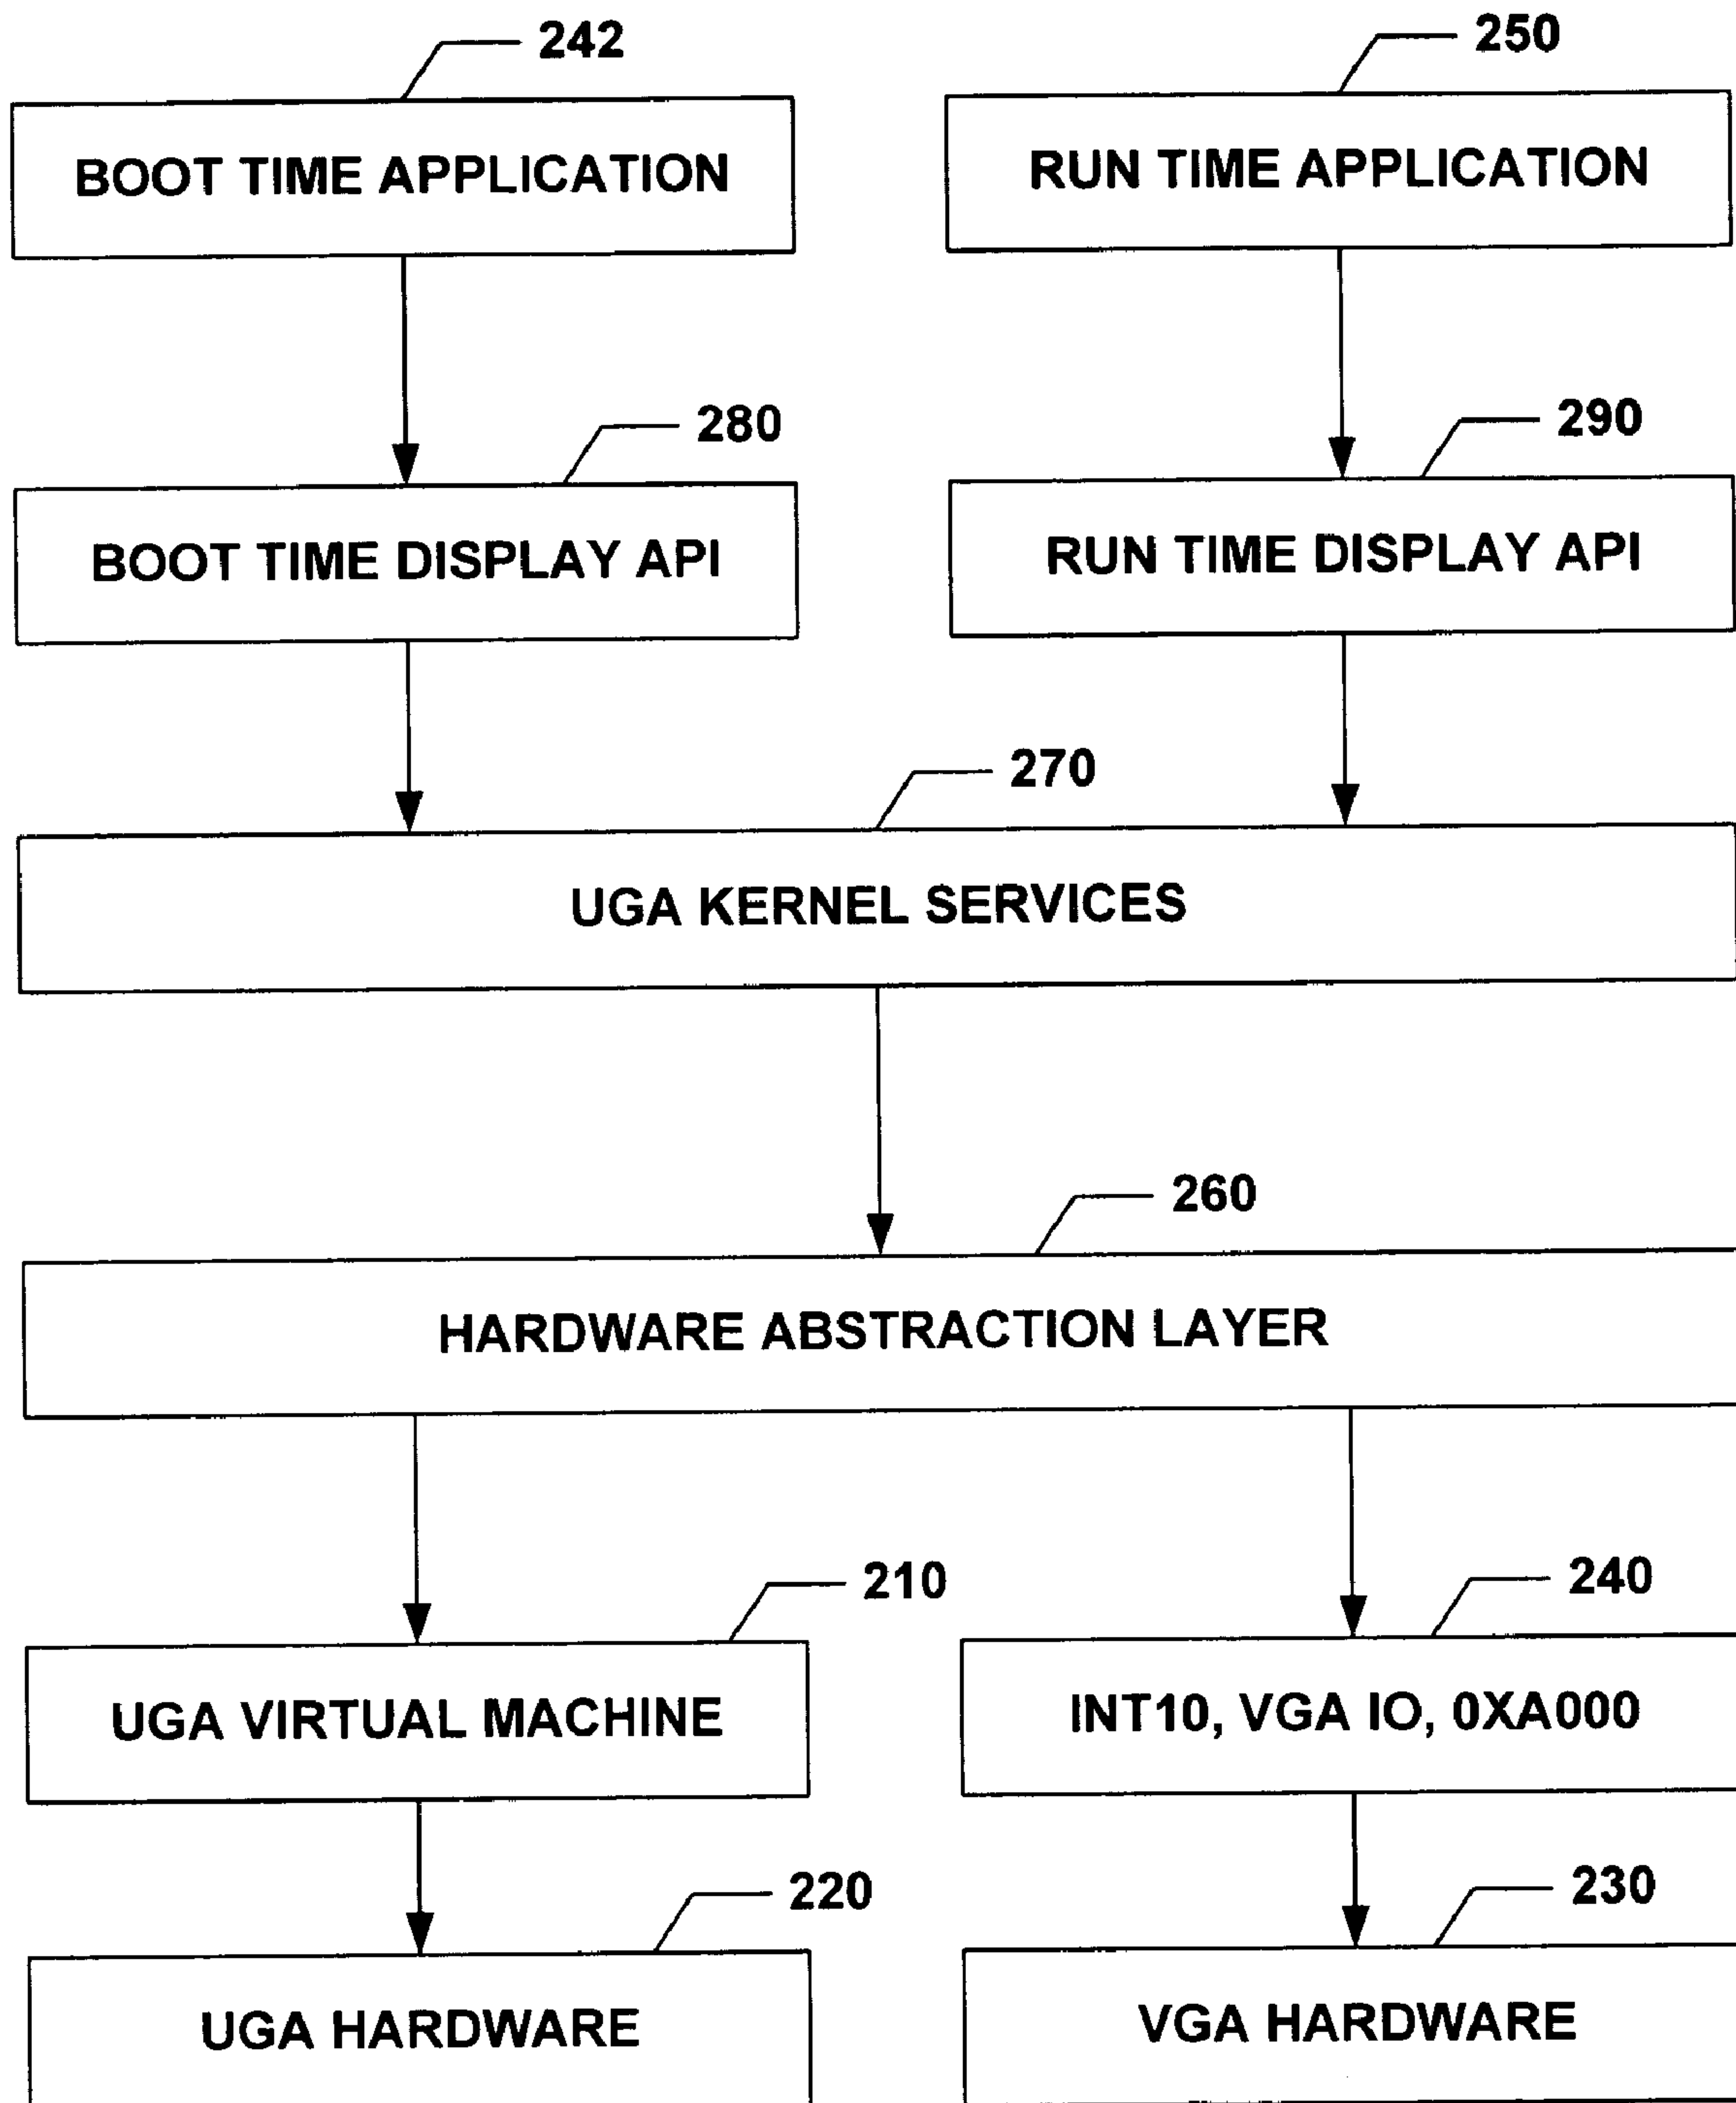 242
250
BOOT TIME APPLICATION
RUN TIME APPLICATION
280
290
BOOT TIME DISPLAY API
RUN TIME DISPLAY API
270
UGA KERNEL SERVICES
260
HARDWARE ABSTRACTION LAYER
210
240
UGA VIRTUAL MACHINE
INT10, VGA IO, 0XA000
220
230
UGA HARDWARE
VGA HARDWARE